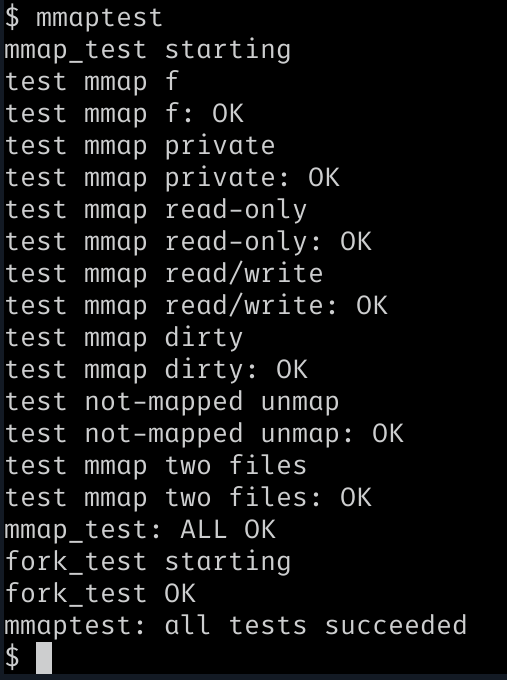 $ mmaptest
mmap_test starting
test mmap f
test mmap f: OK
test mmap private
test mmap private: OK
test mmap read-only
test mmap read-only: OK
test mmap read/write
test mmap read/write: OK
test mmap dirty
test mmap dirty: OK
test not-mapped unmap
test not-mapped unmap: OK
test mmap two files
test mmap two files: OK
mmap_test: ALL OK
fork_test starting
fork_test OK
mmaptest: all tests succeeded
$